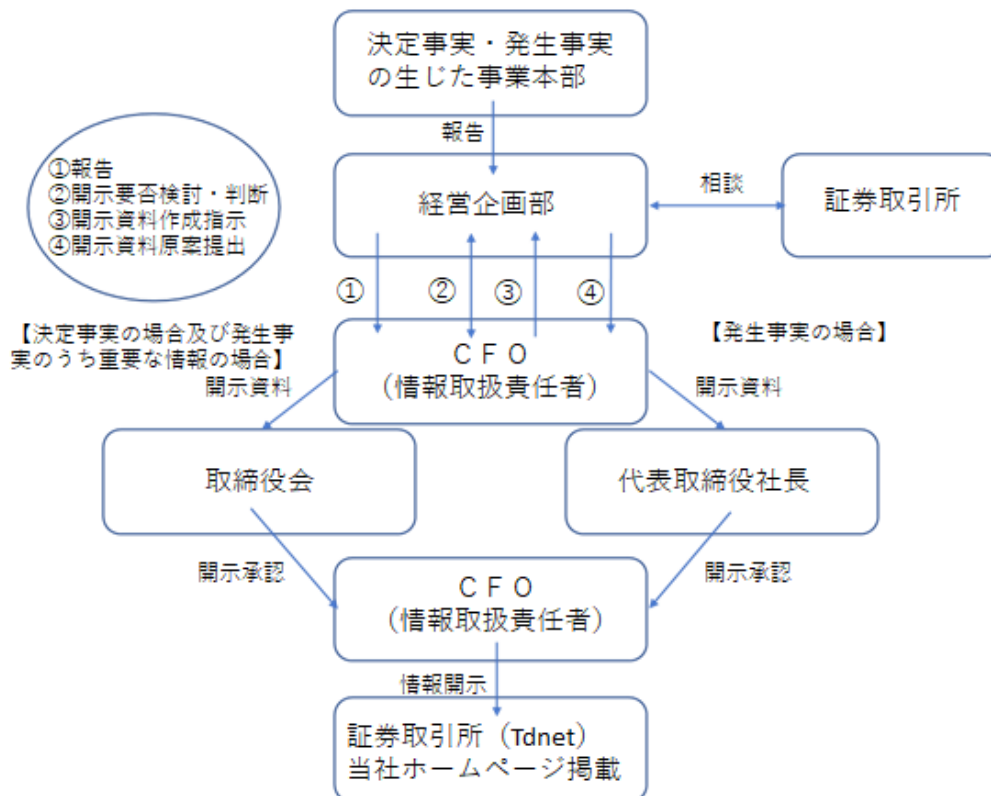 決定事実・発生事実
の生じた事業本部
報告
①報告
②開示要否検討・判断
③開示資料作成指示
④開示資料原案提出
経営企画部
相談
証券取引所
①
②
③
④
【決定事実の場合及び発生事
実のうち重要な情報の場合】
【発生事実の場合】
ＣＦＯ
（情報取扱責任者）
開示資料
開示資料
取締役会
代表取締役社長
開示承認
開示承認
ＣＦＯ
（情報取扱責任者）
情報開示
証券取引所（Tdnet）
当社ホームページ掲載